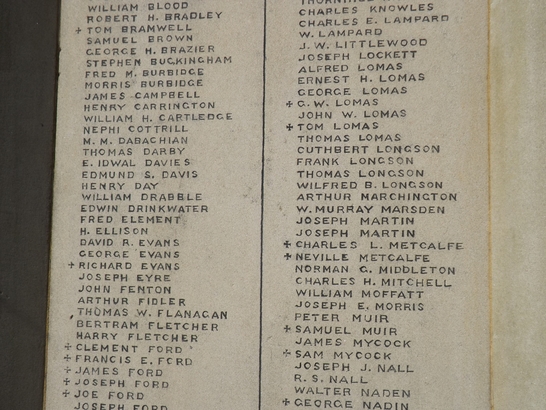 WILLIAM BLOOD
ROBERT H. BRADLEY
+ TOM BRAMWELL
SAMUEL BROWN
GEORGE H. BRAZIER
STEPHEN BUCKINGHAM
FRED M. BURBIDGE
MORRIS BURBIDGE
JAMES CAMPBELL
HENRY CARRINGTON
WILLIAM H. CARTLEDGE
NEPHI COTTRILL
M. M. DABACHIAN
THOMAS DARBY
E. IDWAL DAVIES
EDMUND S. DAVIS
HENRY DAY
WILLIAM DRABBLE
EDWIN DRINKWATER
FRED ELEMENT
H. ELLISON
DAVID R. EVANS
GEORGE EVANS
+ RICHARD EVANS
JOSEPH EYRE
JOHN FENTON
ARTHUR FIDLER
THOMAS W. FLANAGAN
BERTRAM FLETCHER
HARRY FLETCHER
+ CLEMENT FORD
+ FRANCIS E. FORD
+ JAMES FORD
+ JOSEPH FORD
+ JOE FORD
JOSEPH FORD
CHARLES KNOWLES
CHARLES E. LAMPARD
W. LAMPARD
J. W. LITTLEWOOD
JOSEPH LOCKETT
ALFRED LOMAS
ERNEST H. LOMAS
GEORGE LOMAS
+ G. W. LOMAS
JOHN W. LOMAS
+ TOM LOMAS
THOMAS LOMAS
CUTHBERT LONGSON
FRANK LONGSON
THOMAS LONGSON
WILFRED B. LONGSON
ARTHUR MARCHINGTON
W. MURRAY MARSDEN
JOSEPH MARTIN
JOSEPH MARTIN
+ CHARLES L. METCALFE
+ NEVILLE METCALFE
NORMAN G. MIDDLETON
CHARLES H. MITCHELL
WILLIAM MOFFATT
JOSEPH E. MORRIS
PETER MUIR
+ SAMUEL MUIR
JAMES MYCOCK
+ SAM MYCOCK
JOSEPH J. NALL
R. S. NALL
WALTER NADEN
+ GEORGE NADIN